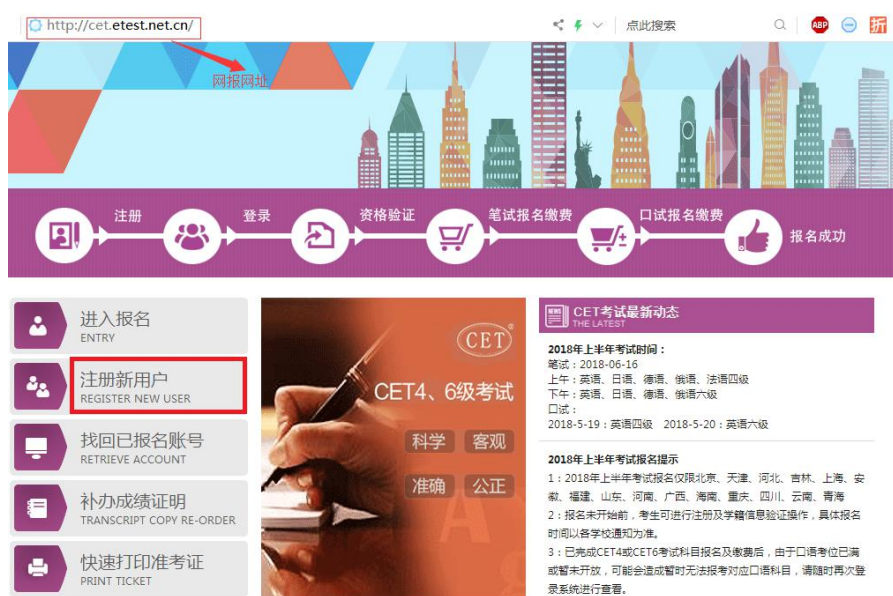 http://cet.etest.net.cn/
点此搜索
ABP
折
网报网址
注册
登录
资格验证
笔试报名缴费
口试报名缴费
报名成功
进入报名
ENTRY
注册新用户
REGISTER NEW USER
找回已报名账号
RETRIEVE ACCOUNT
补办成绩证明
TRANSCRIPT COPY RE-ORDER
快速打印准考证
PRINT TICKET
CET®
CET4、6级考试
科学 客观
准确 公正
NEWS
CET考试最新动态
THE LATEST
2018年上半年考试时间：
笔试：2018-06-16
上午：英语、日语、德语、俄语、法语四级
下午：英语、日语、德语、俄语六级
口试：
2018-5-19：英语四级 2018-5-20：英语六级
2018年上半年考试报名提示
1：2018年上半年考试报名仅限北京、天津、河北、吉林、上海、安
徽、福建、山东、河南、广西、海南、重庆、四川、云南、青海
2：报名未开始前，考生可进行注册及学籍信息验证操作，具体报名
时间以各学校通知为准。
3：已完成CET4或CET6考试科目报名及缴费后，由于口语考位已满
或暂未开放，可能会造成暂时无法报考对应口语科目，请随时再次登
录系统进行查看。